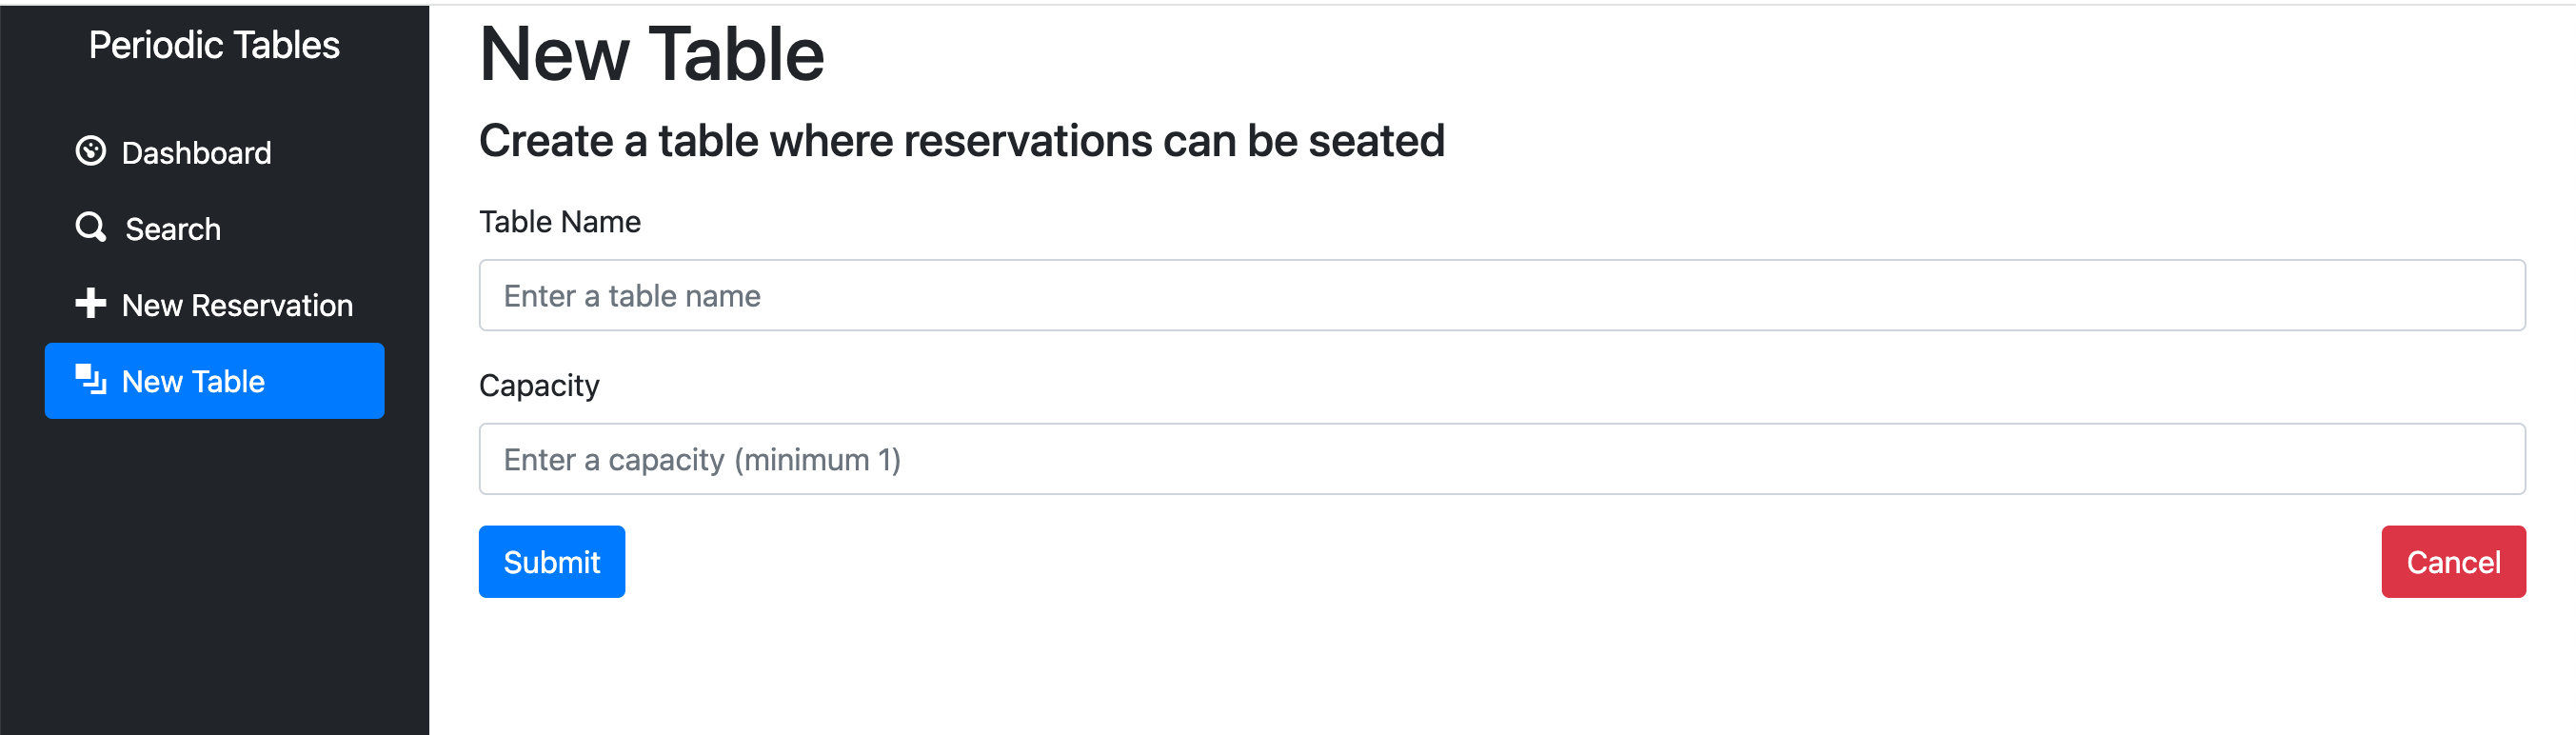 Periodic Tables
Dashboard
Search
New Reservation
New Table
New Table
Create a table where reservations can be seated
Table Name
Enter a table name
Capacity
Enter a capacity (minimum 1)
Submit
Cancel